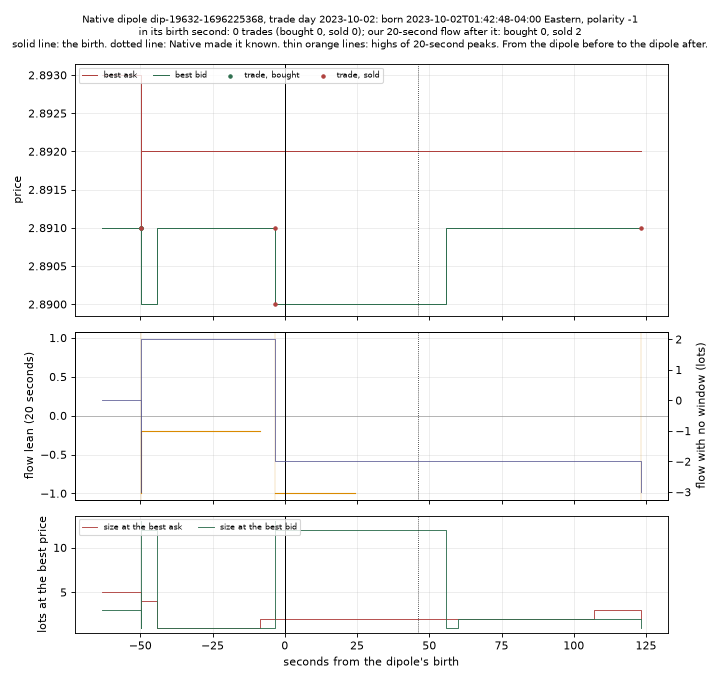 Native dipole dip-19632-1696225368, trade day 2023-10-02: born 2023-10-02T01:42:48-04:00 Eastern, polarity -1
in its birth second: 0 trades (bought 0, sold 0); our 20-second flow after it: bought 0, sold 2
solid line: the birth. dotted line: Native made it known. thin orange lines: highs of 20-second peaks. From the dipole before to the dipole after.
best ask best bid trade, bought trade, sold
2.8930
2.8925
2.8920
2.8915
2.8910
2.8905
2.8900
price
1.0
0.5
0.0
−0.5
−1.0
flow lean (20 seconds)
2
1
0
−1
−2
−3
flow with no window (lots)
size at the best ask size at the best bid
10
5
lots at the best price
−50 −25 0 25 50 75 100 125
seconds from the dipole's birth